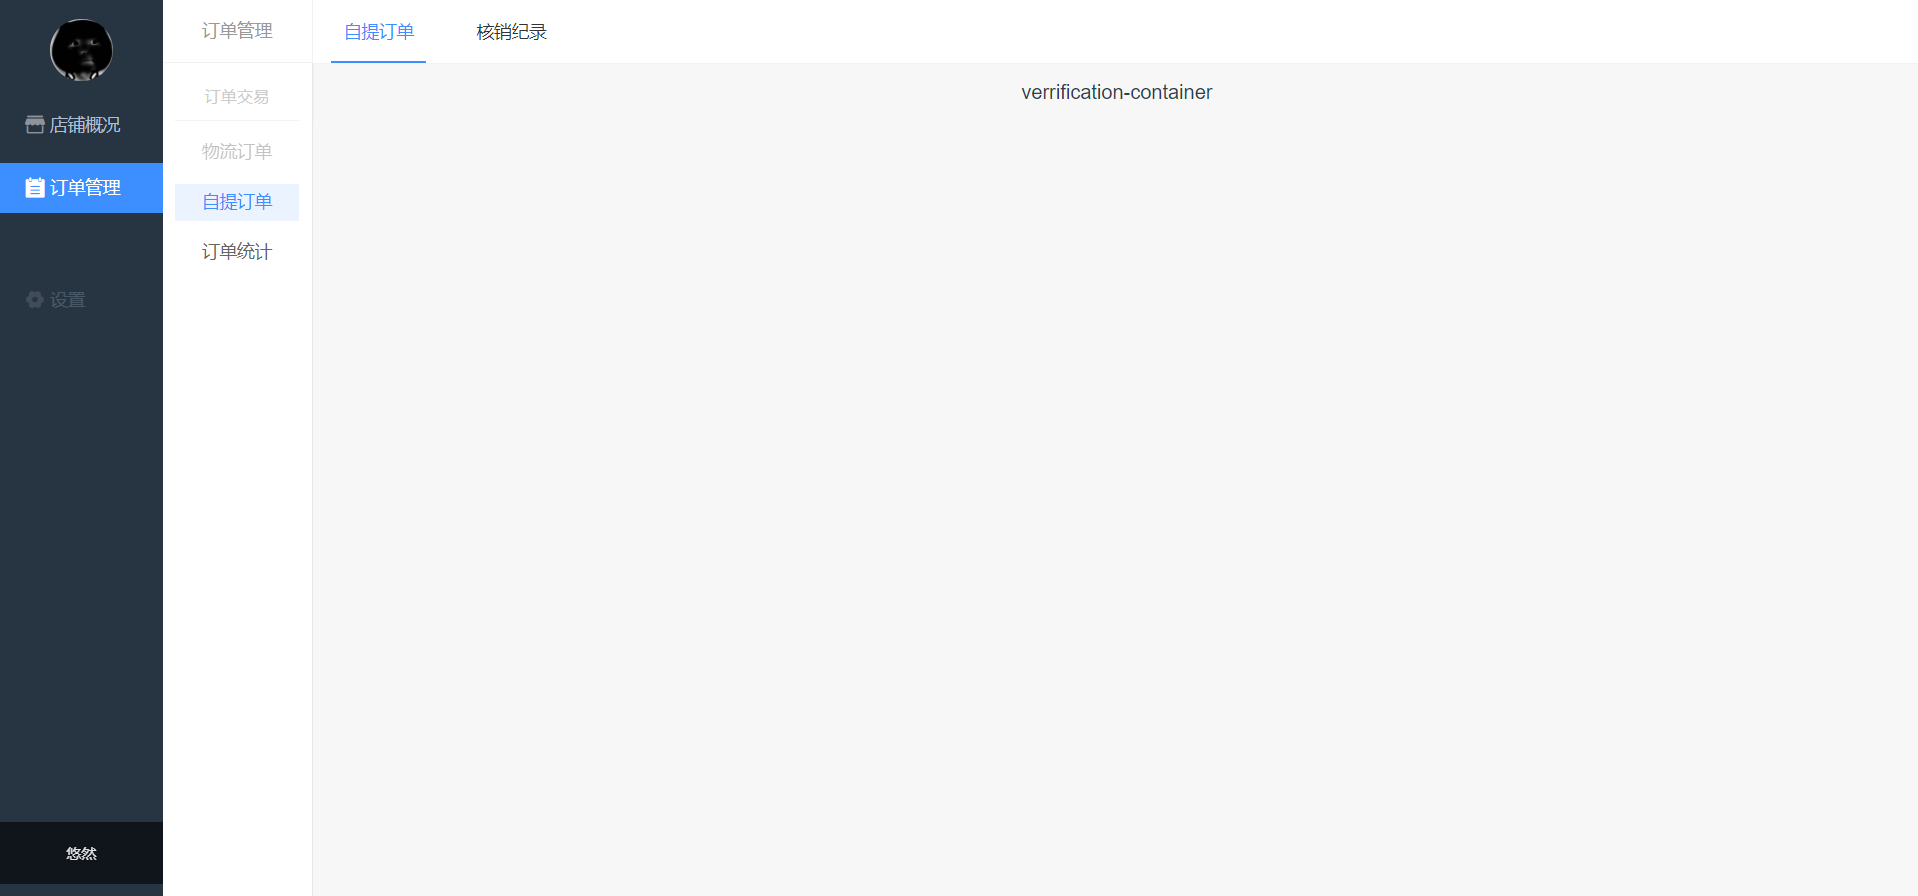 店铺概况
订单管理
设置
悠然
订单管理
订单交易
物流订单
自提订单
订单统计
自提订单
核销纪录
verrification-container